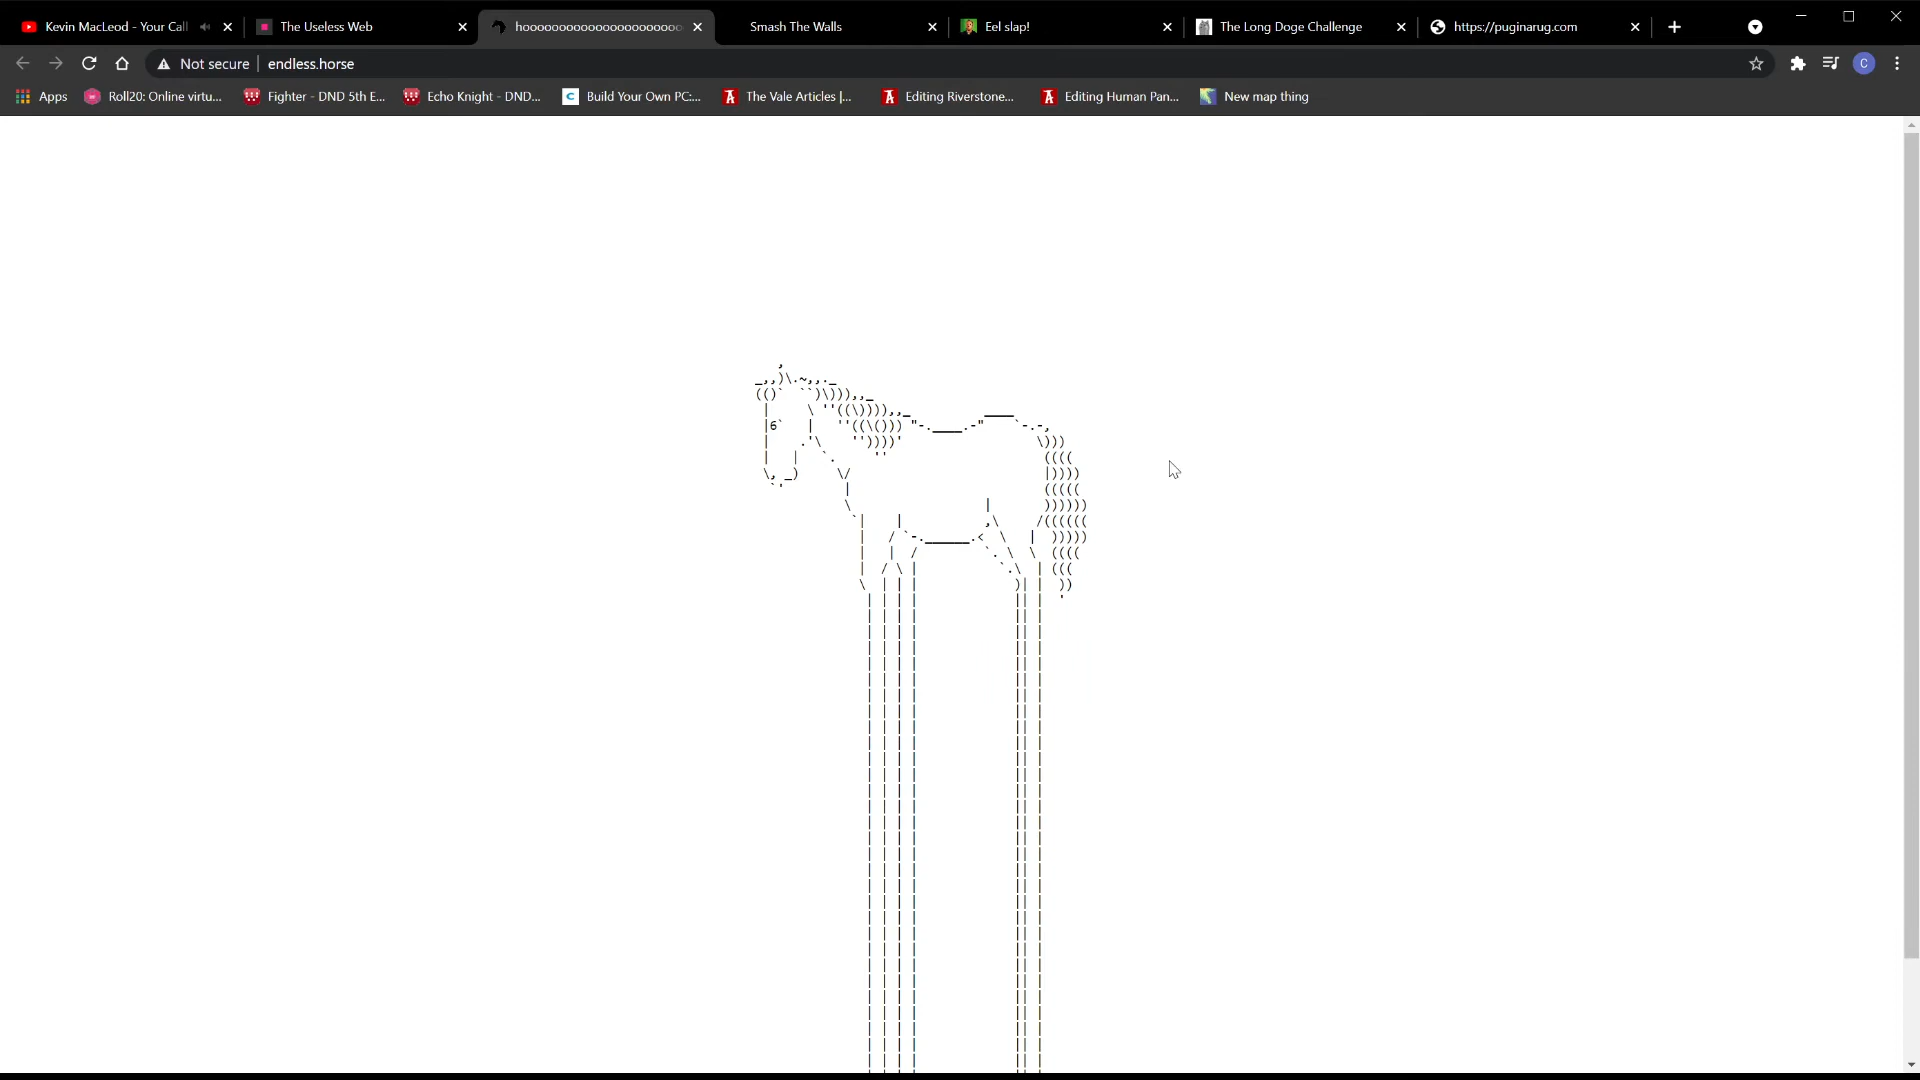 Kevin MacLeod - Your Call
The Useless Web
Smash The Walls
Eel slap!
The Long Doge Challenge
https://puginarug.com
Not secure
endless.horse
C
Apps
Roll20: Online virtu...
Fighter - DND 5th E...
Echo Knight - DND...
Build Your Own PC:...
The Vale Articles |...
Editing Riverstone...
Editing Human Pan...
New map thing